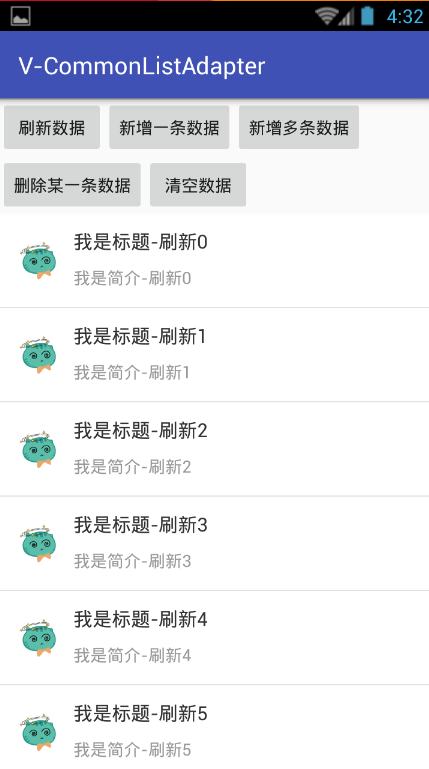 4:32
V-CommonListAdapter
刷新数据 新增一条数据 新增多条数据
删除某一条数据 清空数据
我是标题-刷新0
我是简介-刷新0
我是标题-刷新1
我是简介-刷新1
我是标题-刷新2
我是简介-刷新2
我是标题-刷新3
我是简介-刷新3
我是标题-刷新4
我是简介-刷新4
我是标题-刷新5
我是简介-刷新5